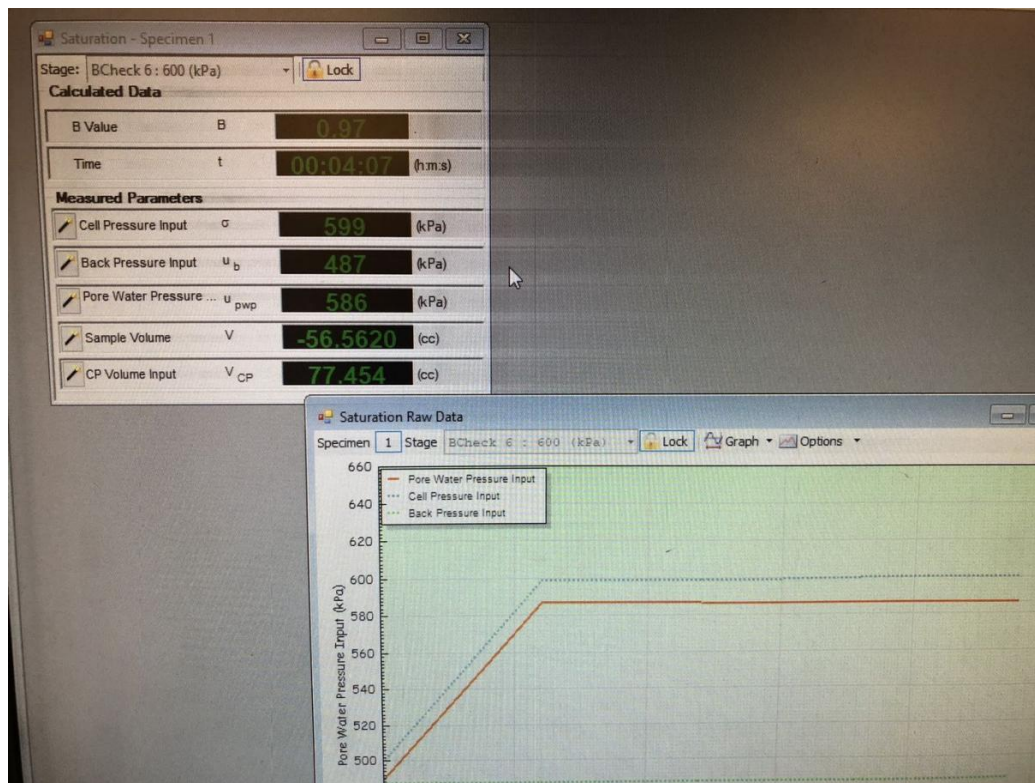 Saturation - Specimen 1
Stage: BCheck 6 : 600 (kPa) Lock
Calculated Data
B Value B 0.97
Time t 00:04:07 (h:m:s)
Measured Parameters
Cell Pressure Input σ 599 (kPa)
Back Pressure Input u b 487 (kPa)
Pore Water Pressure ... u pwp 586 (kPa)
Sample Volume V -56.5620 (cc)
CP Volume Input V CP 77.454 (cc)
Saturation Raw Data
Specimen 1 Stage BCheck 6 : 600 (kPa) Lock Graph Options
Pore Water Pressure Input
Cell Pressure Input
Back Pressure Input
660
640
620
600
580
560
540
520
500
Pore Water Pressure Input (kPa)